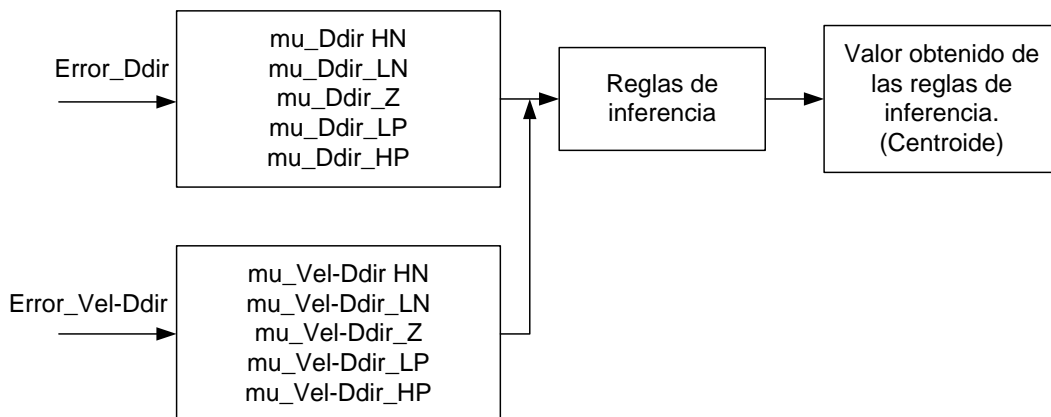 Error_Ddir
mu_Ddir HN
mu_Ddir_LN
mu_Ddir_Z
mu_Ddir_LP
mu_Ddir_HP
Reglas de
inferencia
Valor obtenido de
las reglas de
inferencia.
(Centroide)
Error_Vel-Ddir
mu_Vel-Ddir HN
mu_Vel-Ddir_LN
mu_Vel-Ddir_Z
mu_Vel-Ddir_LP
mu_Vel-Ddir_HP